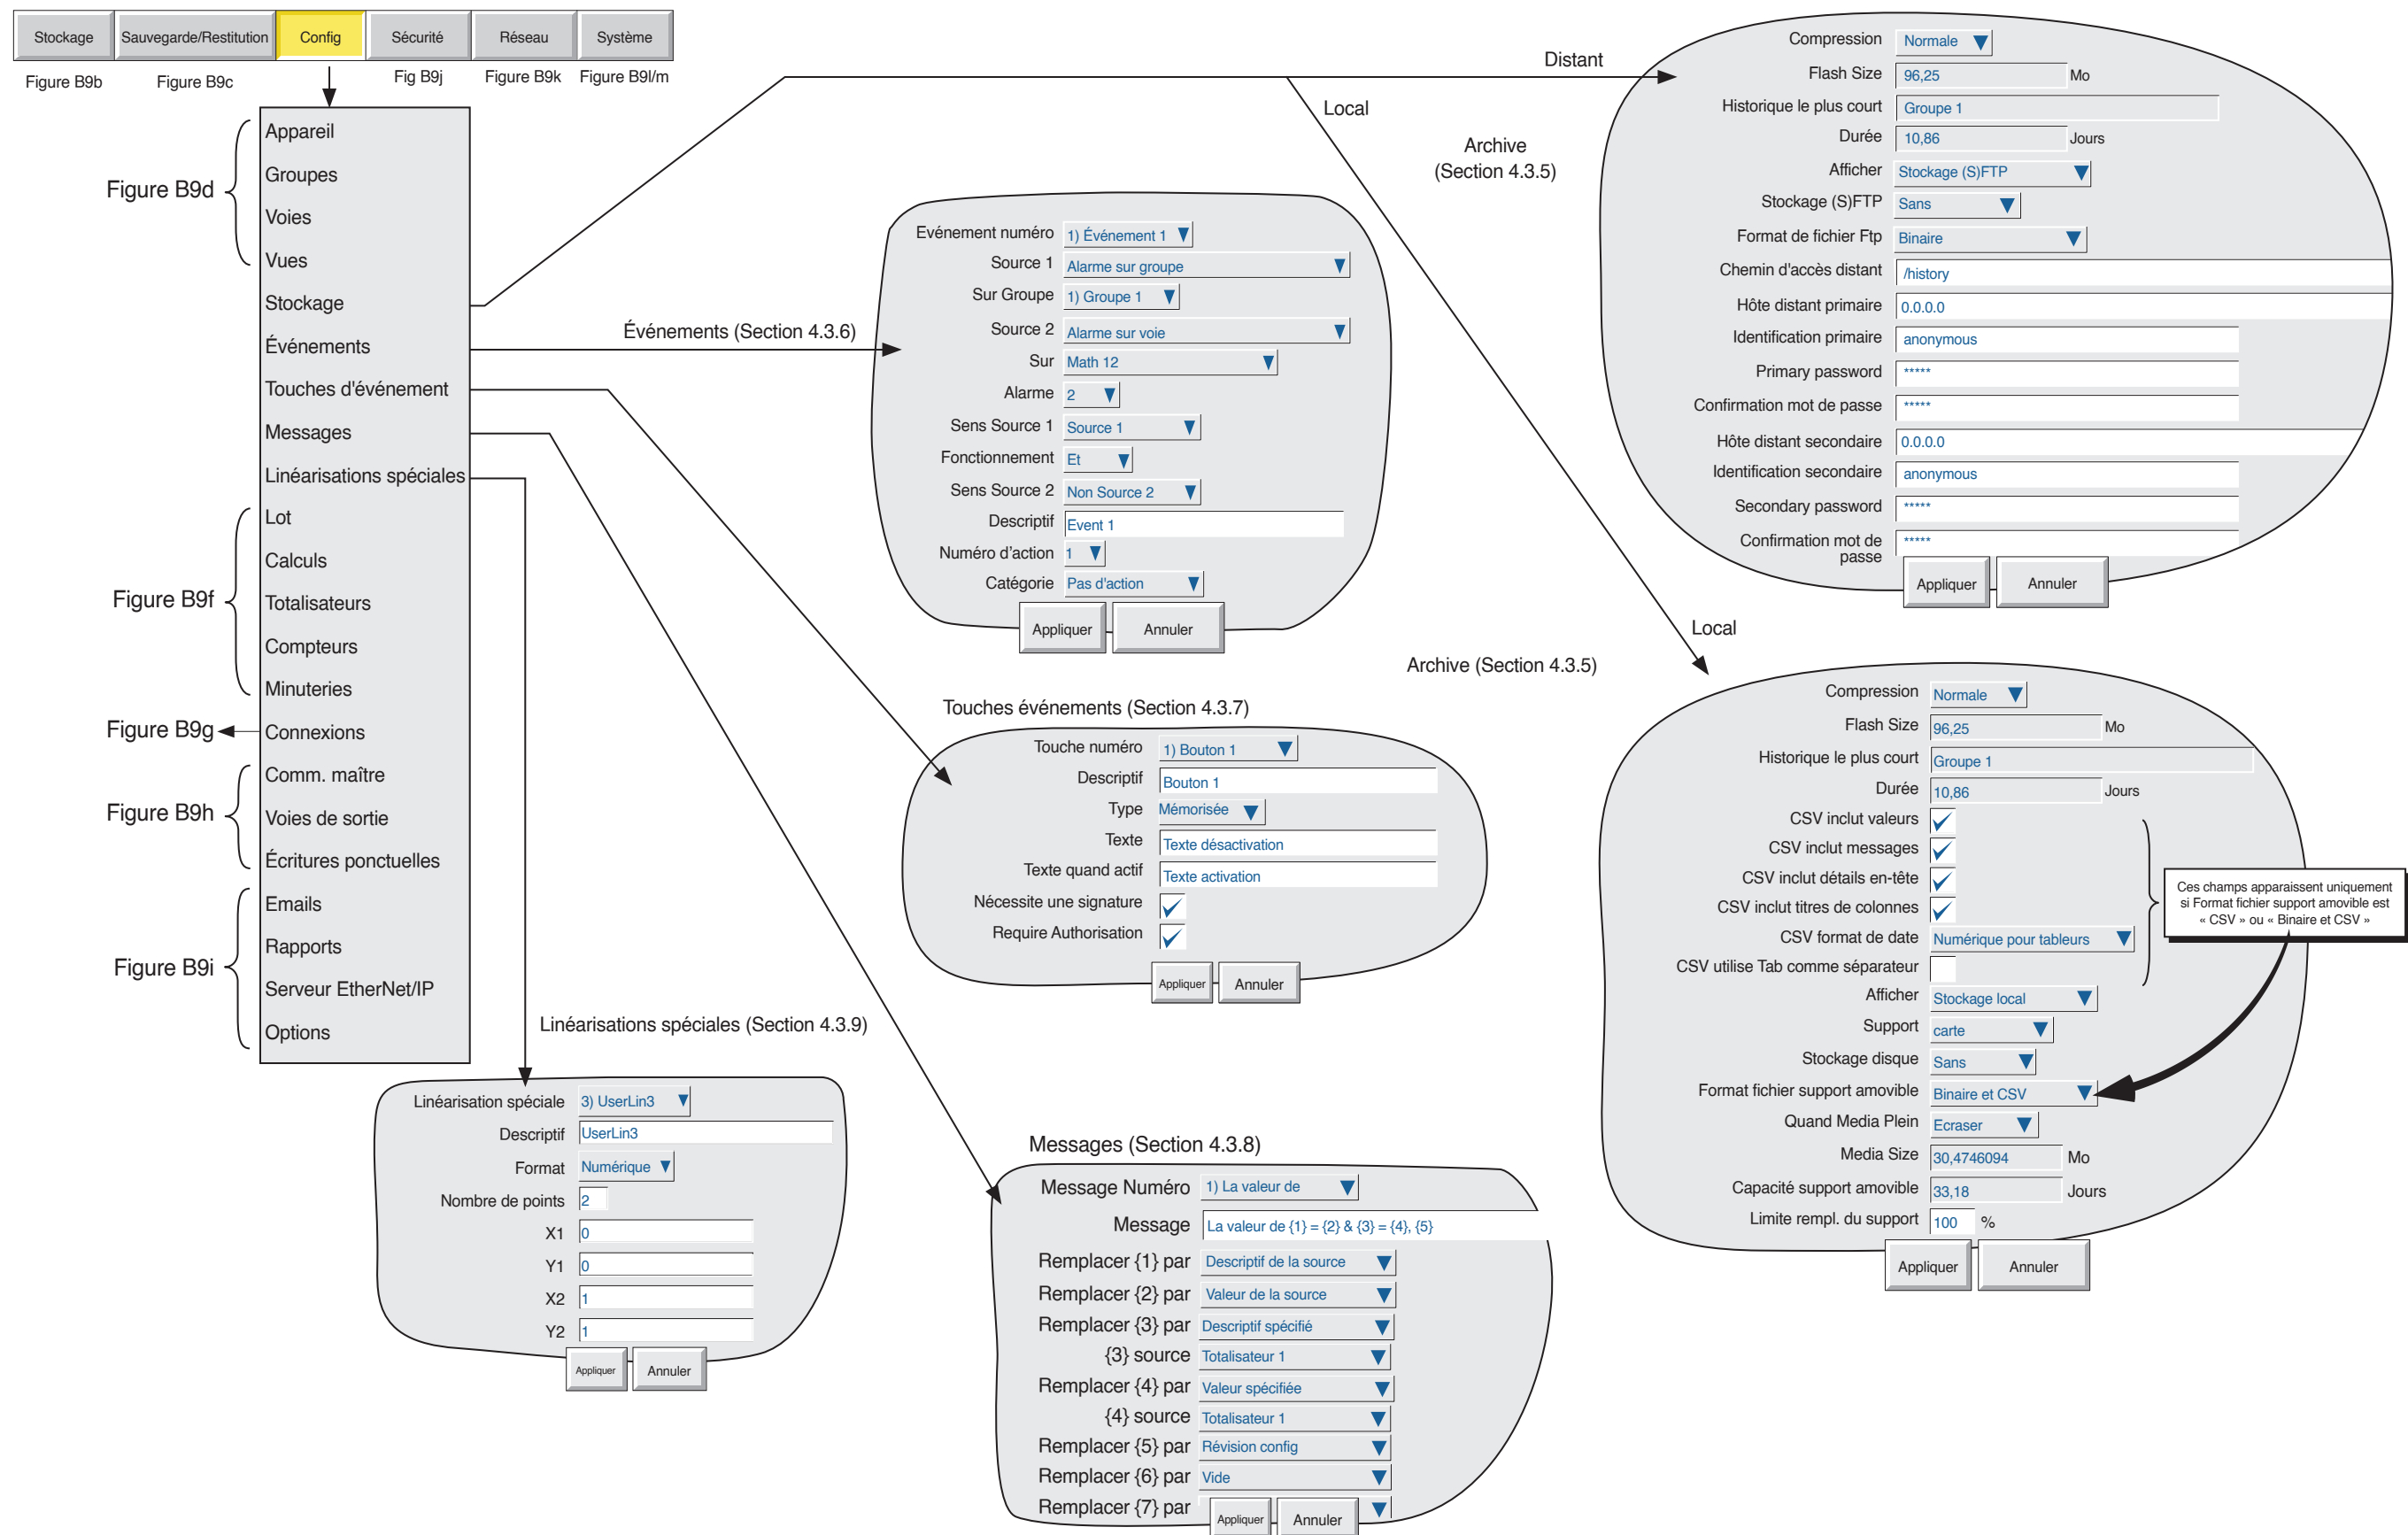 Stockage
Sauvegarde/Restitution
Config
Sécurité
Réseau
Système
Figure B9b
Figure B9c
Fig B9j
Figure B9k
Figure B9l/m
Appareil
Groupes
Voies
Vues
Stockage
Événements
Touches d'événement
Messages
Linéarisations spéciales
Lot
Calculs
Totalisateurs
Compteurs
Minuteries
Connexions
Comm. maître
Voies de sortie
Écritures ponctuelles
Emails
Rapports
Serveur EtherNet/IP
Options
Figure B9d
Figure B9f
Figure B9g
Figure B9h
Figure B9i
Distant
Local
Archive
(Section 4.3.5)
Compression Normale
Flash Size 96,25 Mo
Historique le plus court Groupe 1
Durée 10,86 Jours
Afficher Stockage (S)FTP
Stockage (S)FTP Sans
Format de fichier Ftp Binaire
Chemin d'accès distant /history
Hôte distant primaire 0.0.0.0
Identification primaire anonymous
Primary password *****
Confirmation mot de passe *****
Hôte distant secondaire 0.0.0.0
Identification secondaire anonymous
Secondary password *****
Confirmation mot de *****
passe
Appliquer Annuler
Événements (Section 4.3.6)
Evénement numéro 1) Événement 1
Source 1 Alarme sur groupe
Sur Groupe 1) Groupe 1
Source 2 Alarme sur voie
Sur Math 12
Alarme 2
Sens Source 1 Source 1
Fonctionnement Et
Sens Source 2 Non Source 2
Descriptif Event 1
Numéro d'action 1
Catégorie Pas d'action
Appliquer Annuler
Local
Archive (Section 4.3.5)
Compression Normale
Flash Size 96,25 Mo
Historique le plus court Groupe 1
Durée 10,86 Jours
CSV inclut valeurs
CSV inclut messages
CSV inclut détails en-tête
CSV inclut titres de colonnes
CSV format de date Numérique pour tableurs
CSV utilise Tab comme séparateur
Afficher Stockage local
Support carte
Stockage disque Sans
Format fichier support amovible Binaire et CSV
Quand Media Plein Ecraser
Media Size 30,4746094 Mo
Capacité support amovible 33,18 Jours
Limite rempl. du support 100 %
Appliquer Annuler
Ces champs apparaissent uniquement
si Format fichier support amovible est
« CSV » ou « Binaire et CSV »
Touches événements (Section 4.3.7)
Touche numéro 1) Bouton 1
Descriptif Bouton 1
Type Mémorisée
Texte Texte désactivation
Texte quand actif Texte activation
Nécessite une signature
Require Authorisation
Appliquer Annuler
Linéarisations spéciales (Section 4.3.9)
Linéarisation spéciale 3) UserLin3
Descriptif UserLin3
Format Numérique
Nombre de points 2
X1 0
Y1 0
X2 1
Y2 1
Appliquer Annuler
Messages (Section 4.3.8)
Message Numéro 1) La valeur de
Message La valeur de {1} = {2} & {3} = {4}, {5}
Remplacer {1} par Descriptif de la source
Remplacer {2} par Valeur de la source
Remplacer {3} par Descriptif spécifié
{3} source Totalisateur 1
Remplacer {4} par Valeur spécifiée
{4} source Totalisateur 1
Remplacer {5} par Révision config
Remplacer {6} par Vide
Remplacer {7} par
Appliquer Annuler